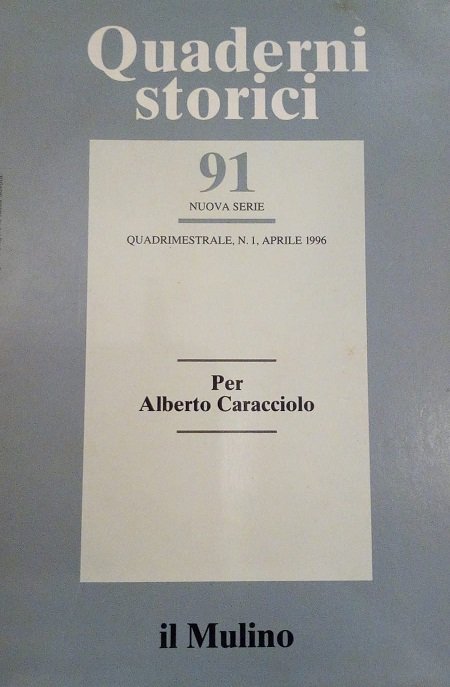 Quaderni
storici
91
NUOVA SERIE
QUADRIMESTRALE, N. 1, APRILE 1996
Per
Alberto Caracciolo
il Mulino